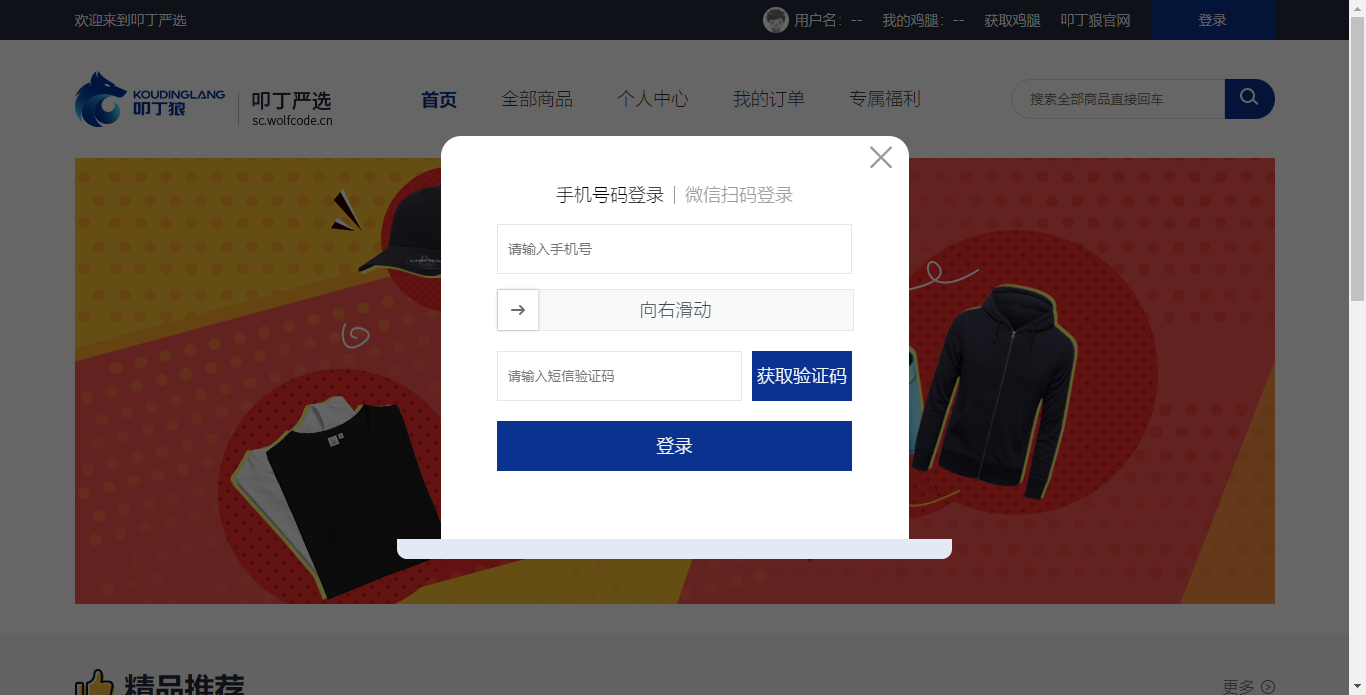 欢迎来到叩丁严选
用户名：-- 我的鸡腿：-- 获取鸡腿 叩丁狼官网 登录
KOUDINGLANG
叩丁狼
叩丁严选
sc.wolfcode.cn
首页 全部商品 个人中心 我的订单 专属福利
搜索全部商品直接回车
手机号码登录 | 微信扫码登录
请输入手机号
向右滑动
请输入短信验证码 获取验证码
登录
精品推荐 更多